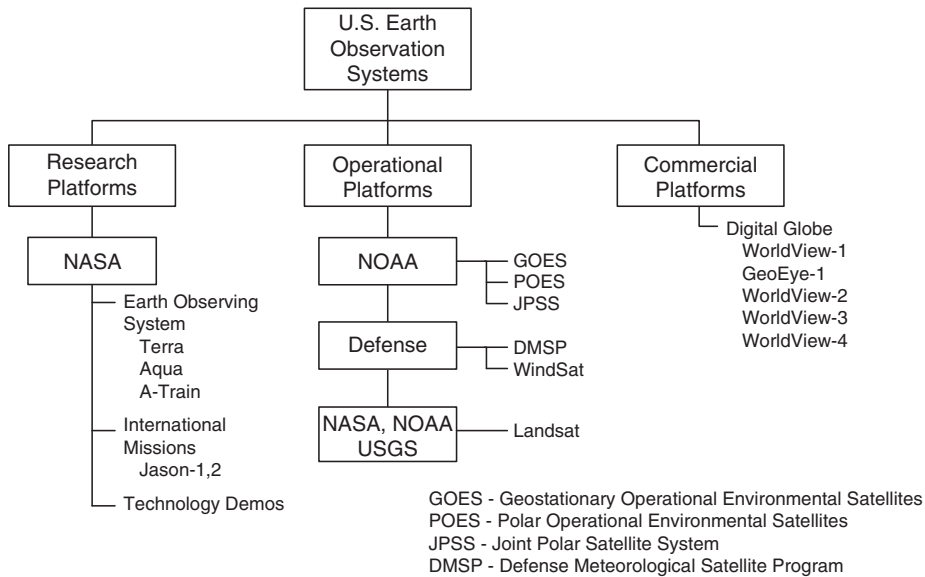 U.S. Earth
Observation
Systems
Research
Platforms
Operational
Platforms
Commercial
Platforms
NASA
Earth Observing
System
Terra
Aqua
A-Train
International
Missions
Jason-1,2
Technology Demos
NOAA
GOES
POES
JPSS
Defense
DMSP
WindSat
NASA, NOAA
USGS
Landsat
Digital Globe
WorldView-1
GeoEye-1
WorldView-2
WorldView-3
WorldView-4
GOES - Geostationary Operational Environmental Satellites
POES - Polar Operational Environmental Satellites
JPSS - Joint Polar Satellite System
DMSP - Defense Meteorological Satellite Program